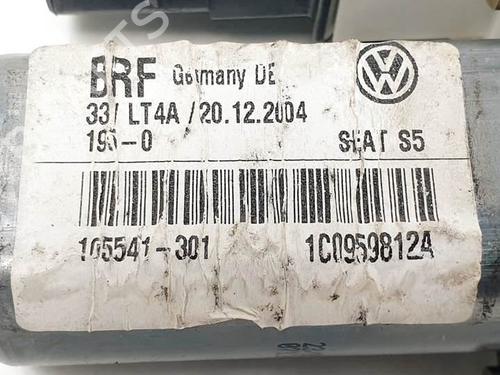 BRF Germany DE
33/ LT4A /20.12.2004
195-0 SEAT S5
105541-301 1C0959812A